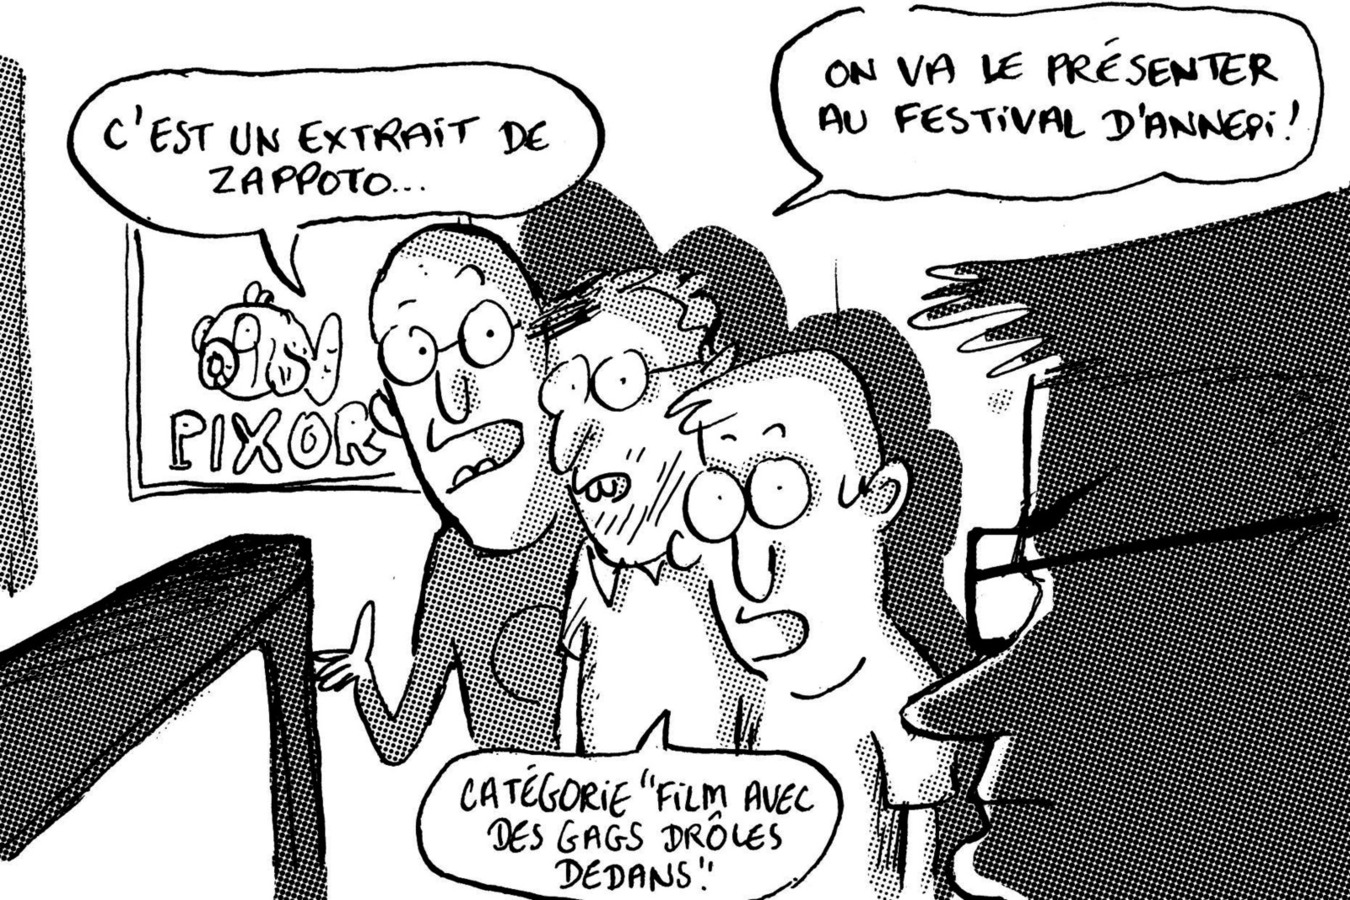 C'EST UN EXTRAIT DE
ZAPPOTO...
ON VA LE PRÉSENTER
AU FESTIVAL D'ANNEPI!
PIXOR
CATÉGORIE "FILM AVEC
DES GAGS DRÔLES
DEDANS".